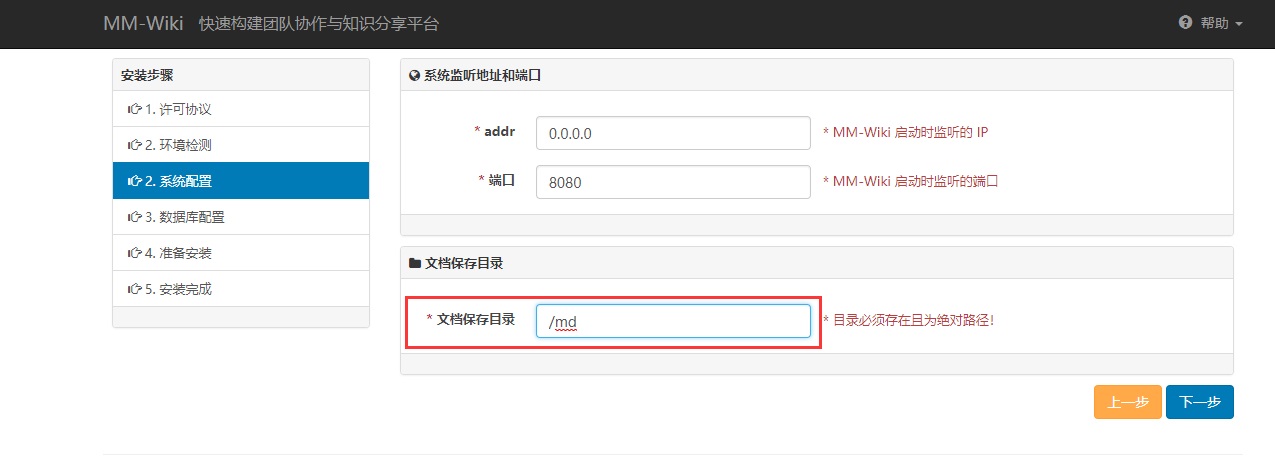 MM-Wiki 快速构建团队协作与知识分享平台
帮助
安装步骤
1. 许可协议
2. 环境检测
2. 系统配置
3. 数据库配置
4. 准备安装
5. 安装完成
系统监听地址和端口
* addr 0.0.0.0 * MM-Wiki 启动时监听的 IP
* 端口 8080 * MM-Wiki 启动时监听的端口
文档保存目录
* 文档保存目录 /md * 目录必须存在且为绝对路径!
上一步 下一步